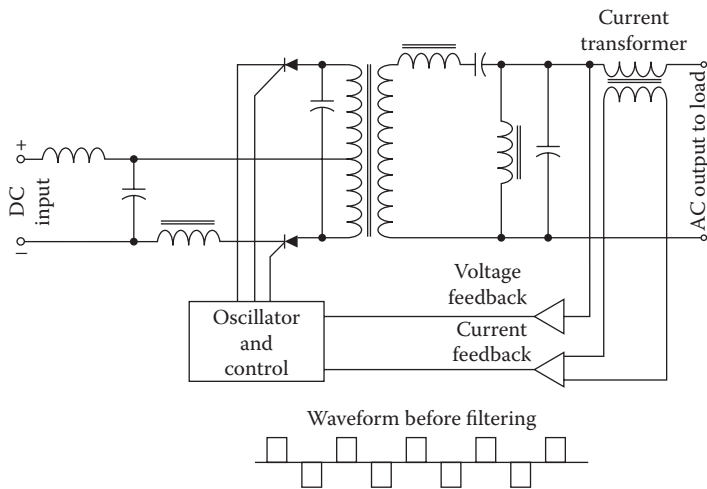 Current
transformer
+
DC
input
–
AC output to load
Voltage
feedback
Current
feedback
Oscillator
and
control
Waveform before filtering